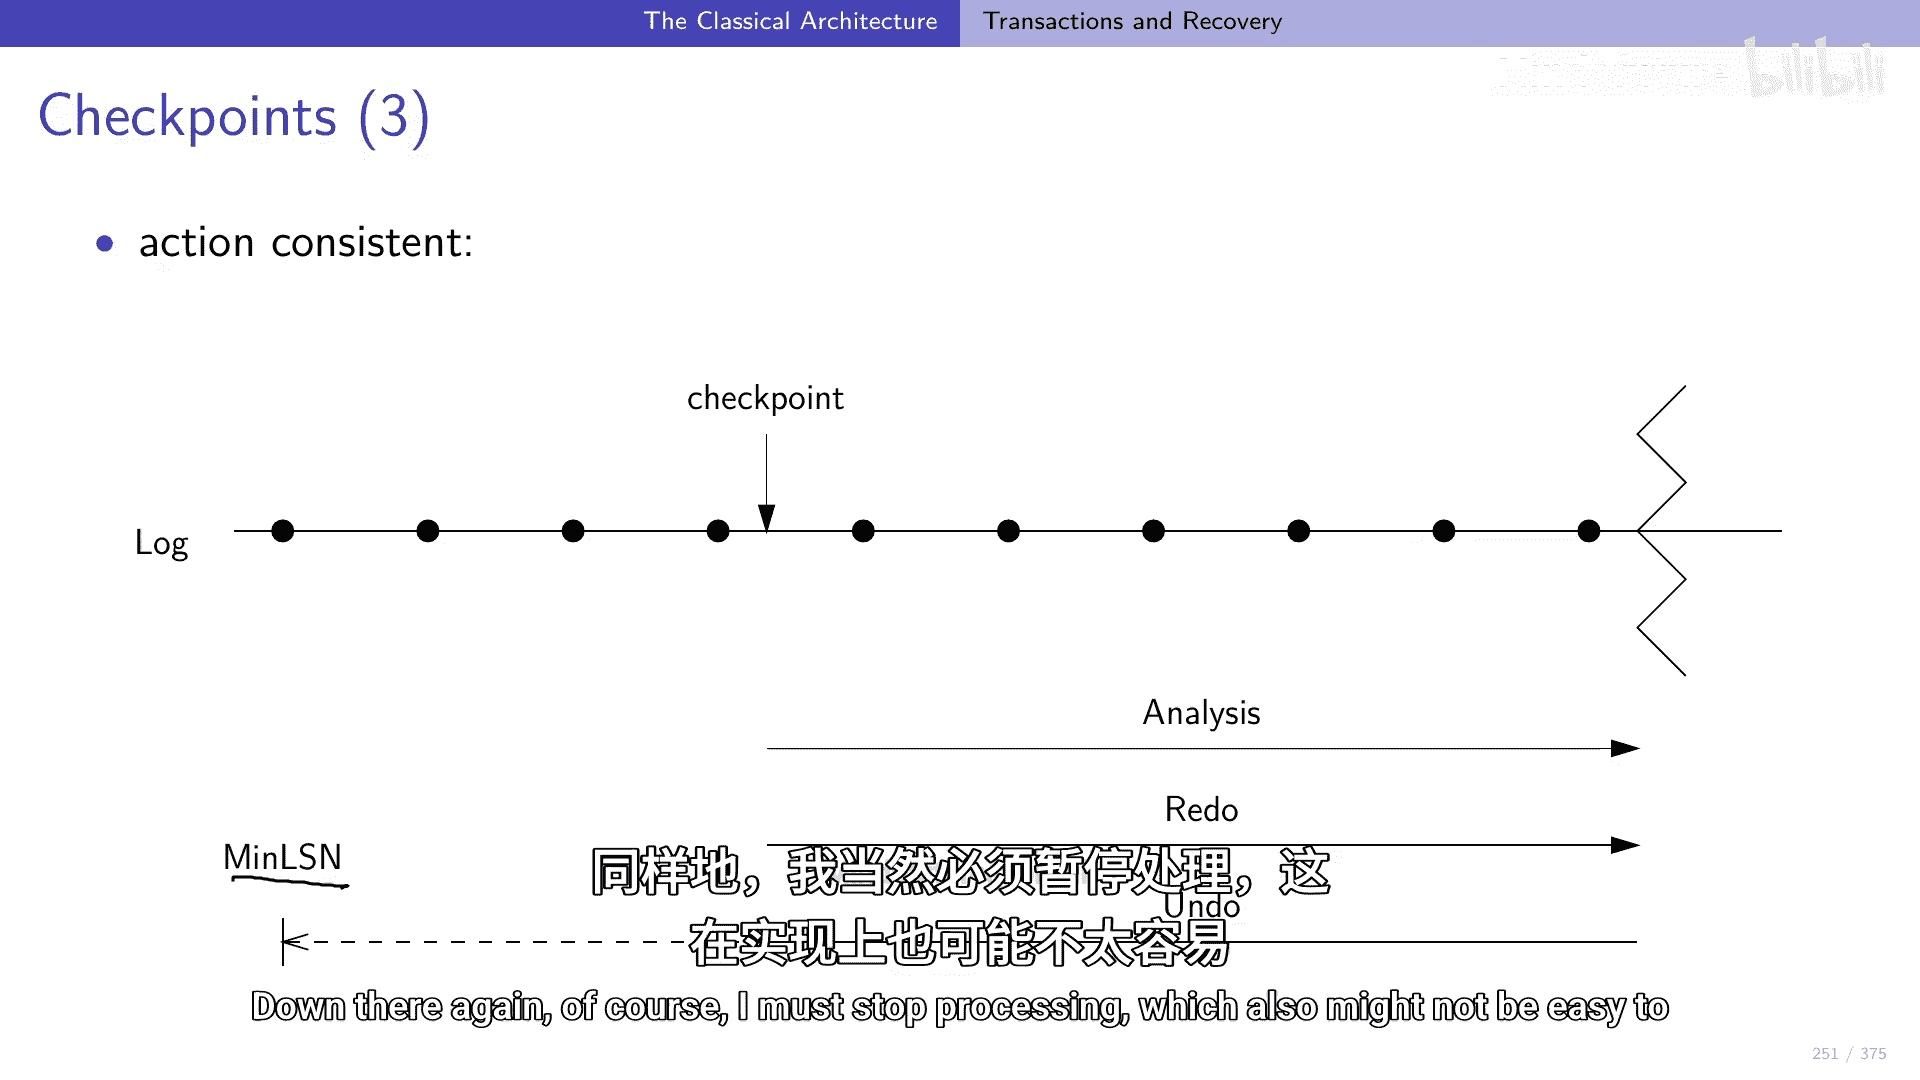 The Classical Architecture Transactions and Recovery
bilibili
Checkpoints (3)
action consistent:
checkpoint
Log
Analysis
Redo
MinLSN
同样地，我当然必须暂停处理，这
Undo
在实现上也可能不太容易
Down there again, of course, I must stop processing, which also might not be easy to
251 / 375